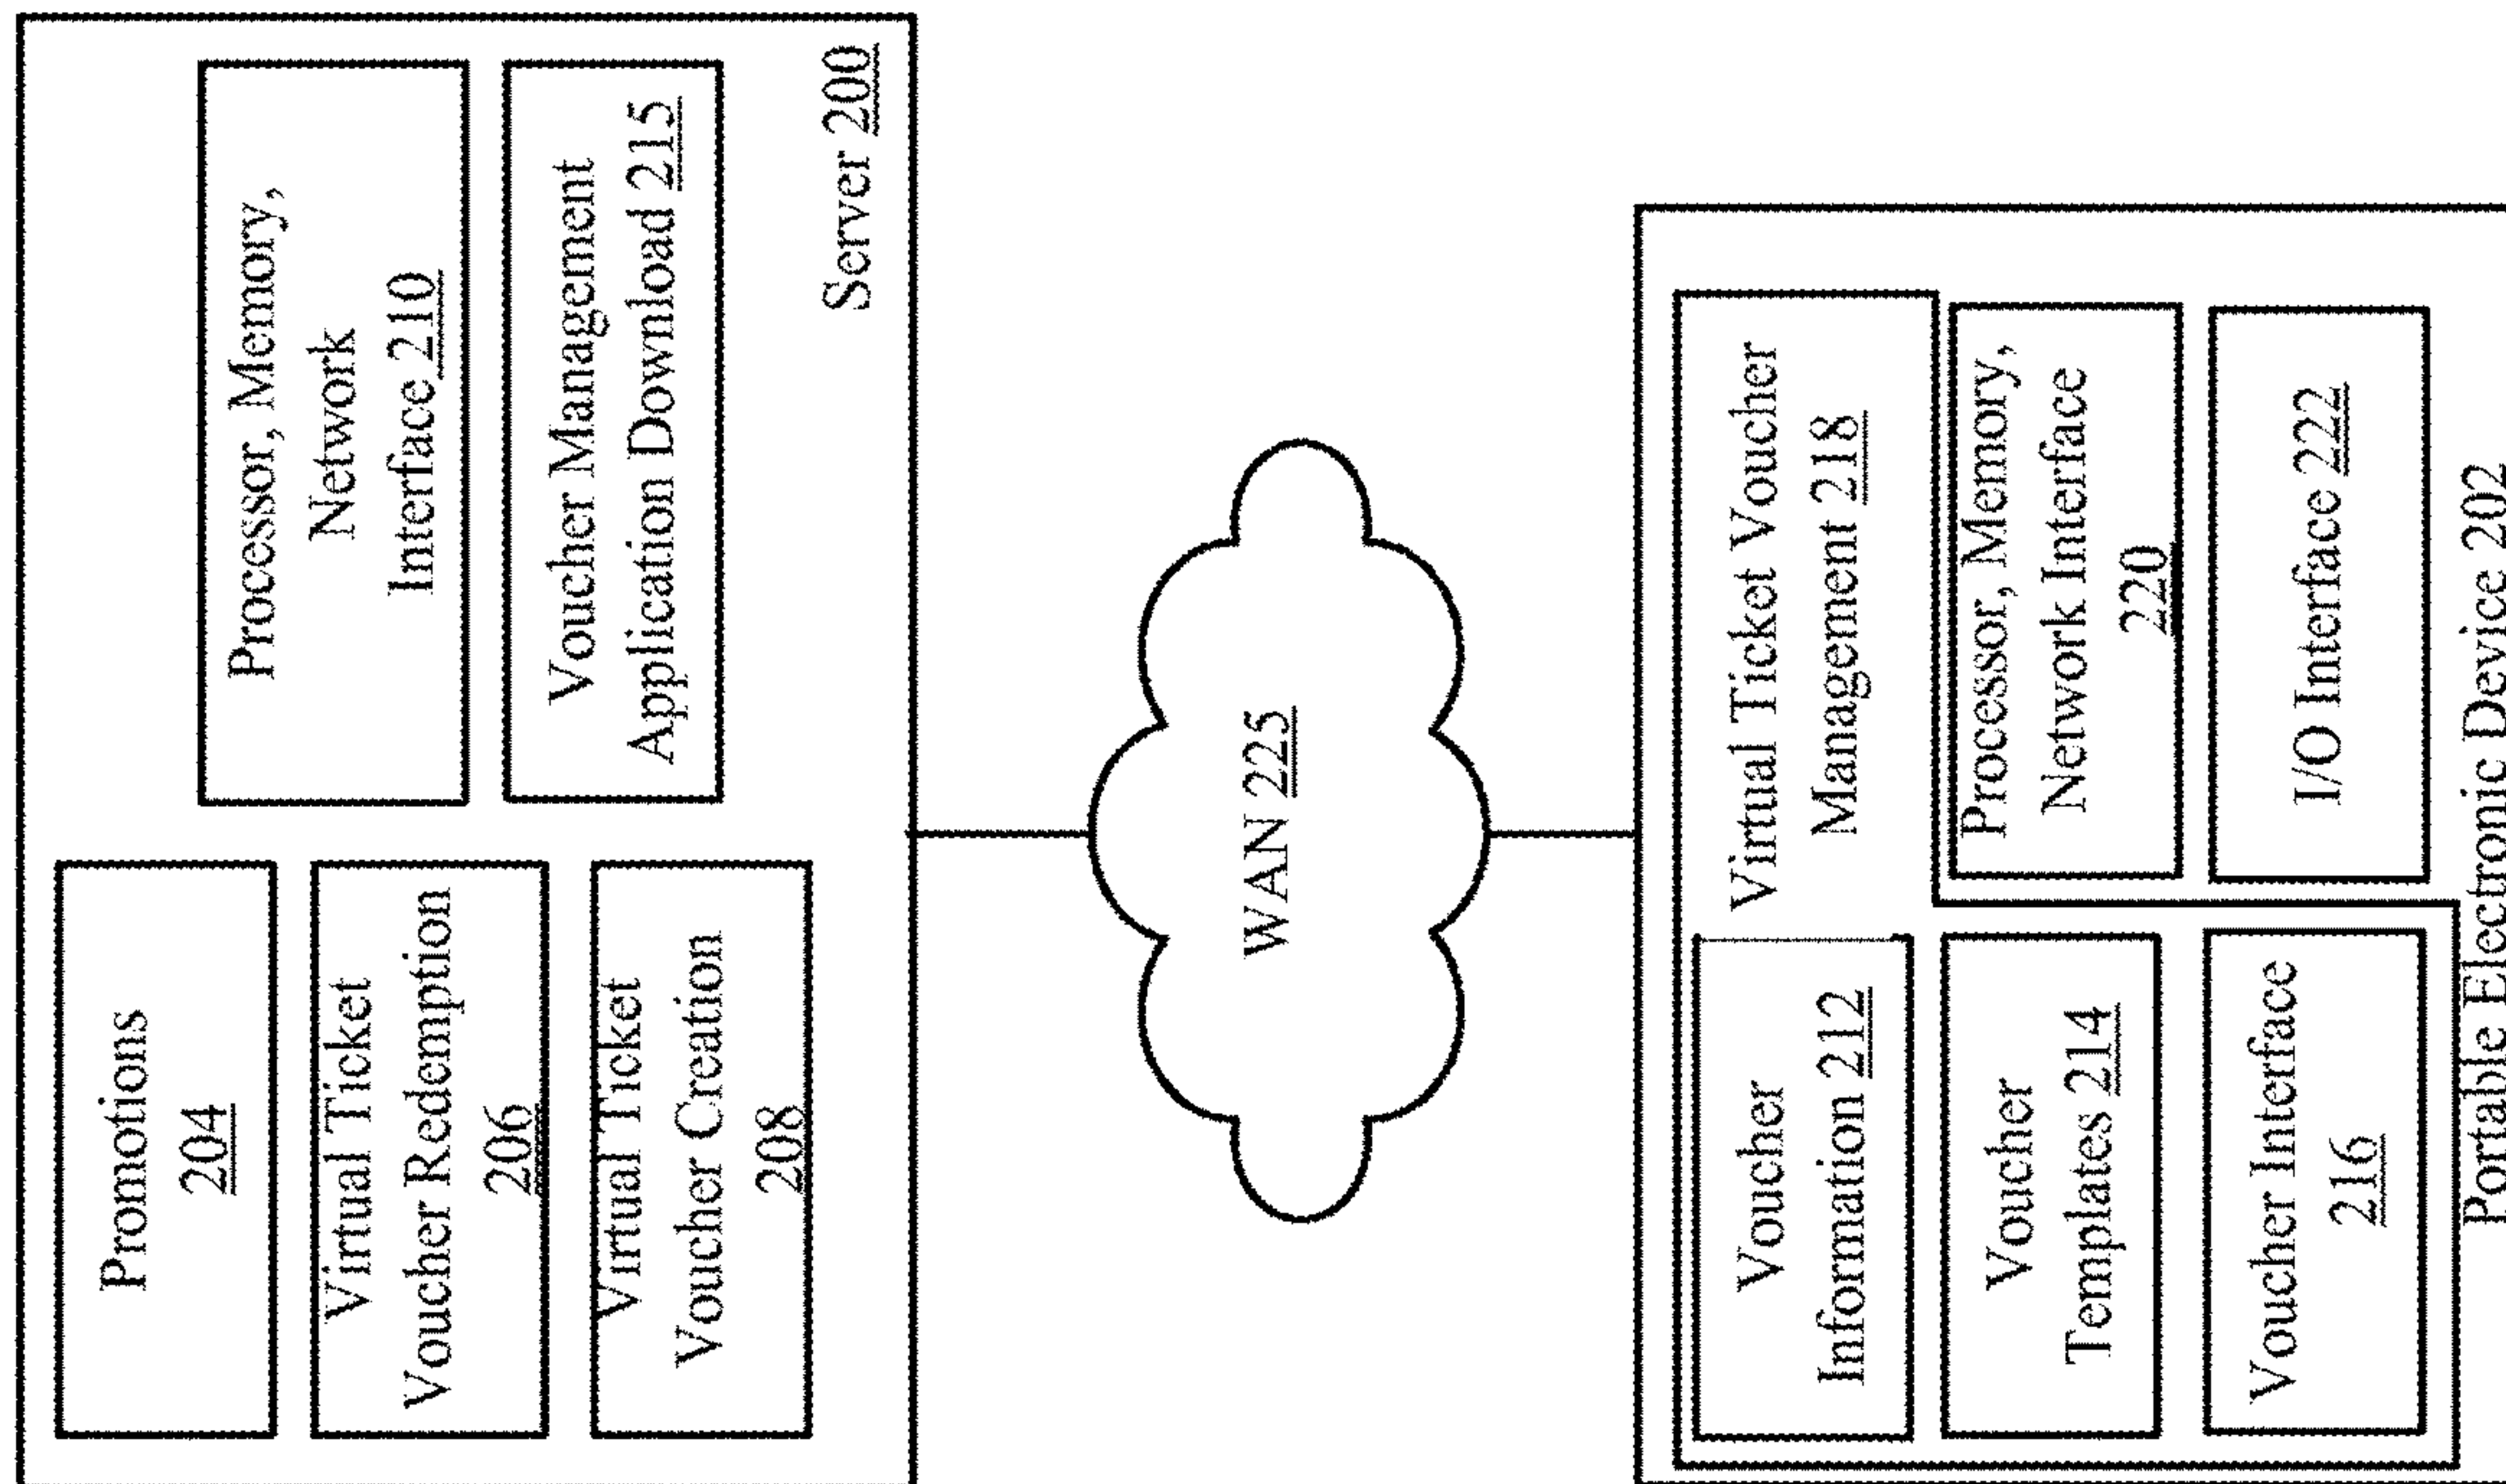 Promotions
204
Virtual Ticket
Voucher Redemption
206
Virtual Ticket
Voucher Creation
208
Processor, Memory,
Network
Interface 210
Voucher Management
Application Download 215
Server 200
WAN 225
Voucher
Information 212
Voucher
Templates 214
Voucher Interface
216
Virtual Ticket Voucher
Management 218
Processor, Memory,
Network Interface
220
I/O Interface 222
Portable Electronic Device 202